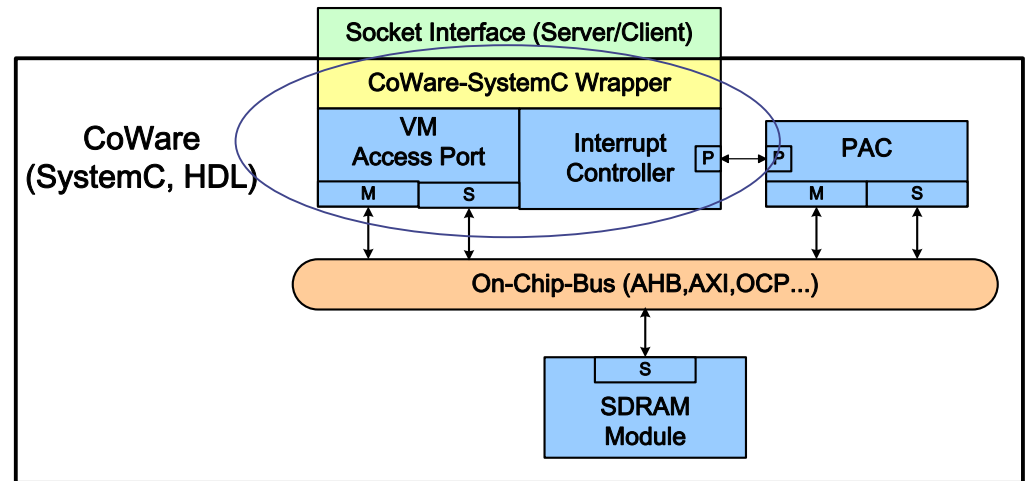 Socket Interface (Server/Client)
CoWare-SystemC Wrapper
CoWare
(SystemC, HDL)
VM
Access Port
M
S
Interrupt
Controller
P
P
PAC
M
S
On-Chip-Bus (AHB,AXI,OCP...)
S
SDRAM
Module